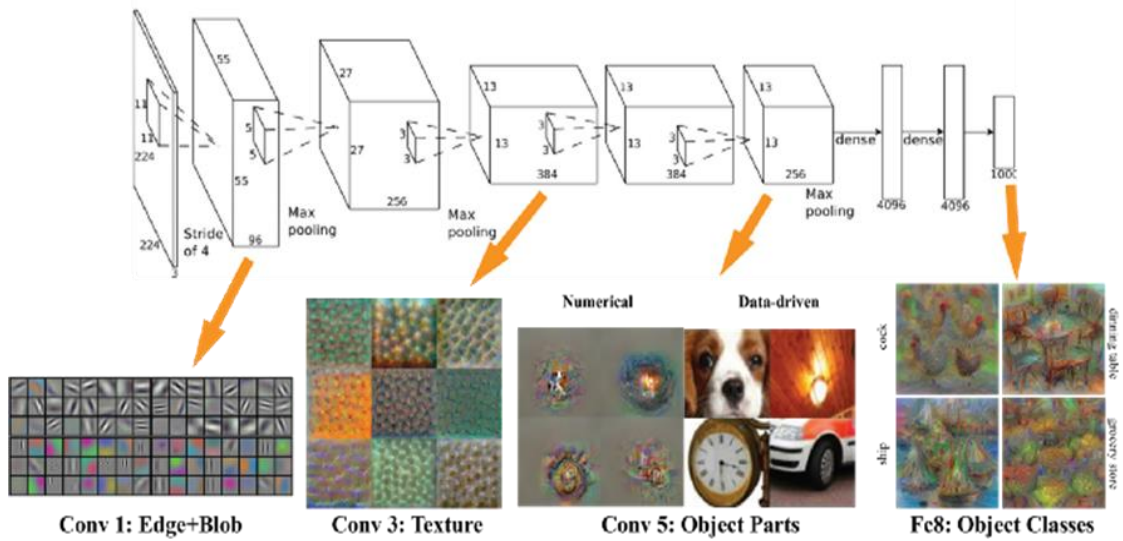 55
27
13
13
13
11
11
5
5
3
3
3
3
3
3
55
27
13
13
13
dense
dense
1000
224
224
3
Stride
of 4
96
Max
pooling
256
Max
pooling
384
384
256
Max
pooling
4096
4096
Numerical
Data-driven
cock
ship
dinning table
grocery store
Conv 1: Edge+Blob
Conv 3: Texture
Conv 5: Object Parts
Fc8: Object Classes